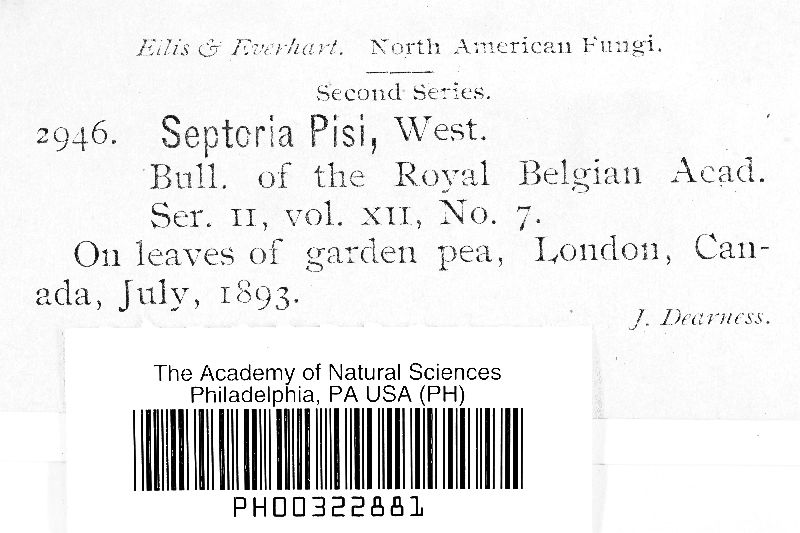 Ellis & Everhart. North American Fungi.
Second Series.
2946. Septoria Pisi, West.
Bull. of the Royal Belgian Acad.
Ser. II, vol. XII, No. 7.
On leaves of garden pea, London, Can-
ada, July, 1893.
J. Dearness.
The Academy of Natural Sciences
Philadelphia, PA USA (PH)
PH00322881